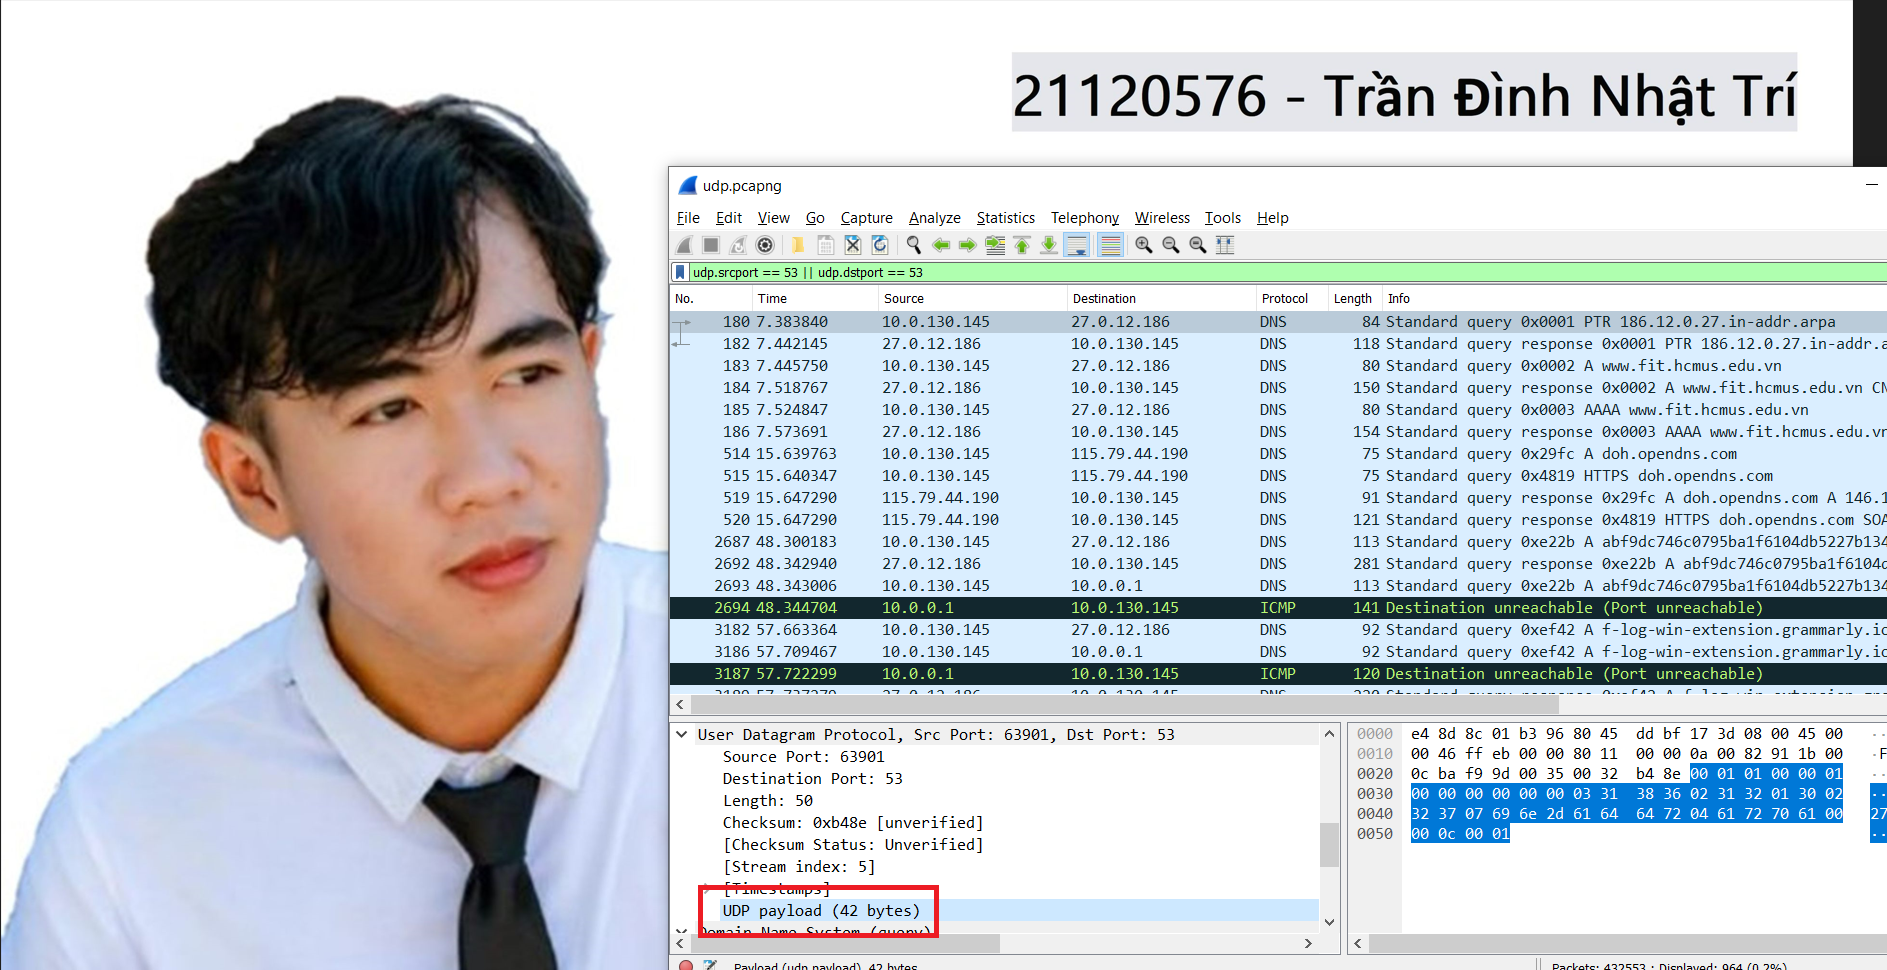 21120576 - Trần Đình Nhật Trí
udp.pcapng
File Edit View Go Capture Analyze Statistics Telephony Wireless Tools Help
udp.srcport == 53 || udp.dstport == 53
No. Time Source Destination Protocol Length Info
180 7.383840 10.0.130.145 27.0.12.186 DNS 84 Standard query 0x0001 PTR 186.12.0.27.in-addr.arpa
182 7.442145 27.0.12.186 10.0.130.145 DNS 118 Standard query response 0x0001 PTR 186.12.0.27.in-addr.a
183 7.445750 10.0.130.145 27.0.12.186 DNS 80 Standard query 0x0002 A www.fit.hcmus.edu.vn
184 7.518767 27.0.12.186 10.0.130.145 DNS 150 Standard query response 0x0002 A www.fit.hcmus.edu.vn CN
185 7.524847 10.0.130.145 27.0.12.186 DNS 80 Standard query 0x0003 AAAA www.fit.hcmus.edu.vn
186 7.573691 27.0.12.186 10.0.130.145 DNS 154 Standard query response 0x0003 AAAA www.fit.hcmus.edu.vn
514 15.639763 10.0.130.145 115.79.44.190 DNS 75 Standard query 0x29fc A doh.opendns.com
515 15.640347 10.0.130.145 115.79.44.190 DNS 75 Standard query 0x4819 HTTPS doh.opendns.com
519 15.647290 115.79.44.190 10.0.130.145 DNS 91 Standard query response 0x29fc A doh.opendns.com A 146.1
520 15.647290 115.79.44.190 10.0.130.145 DNS 121 Standard query response 0x4819 HTTPS doh.opendns.com SOA
2687 48.300183 10.0.130.145 27.0.12.186 DNS 113 Standard query 0xe22b A abf9dc746c0795ba1f6104db5227b134
2692 48.342940 27.0.12.186 10.0.130.145 DNS 281 Standard query response 0xe22b A abf9dc746c0795ba1f6104d
2693 48.343006 10.0.130.145 10.0.0.1 DNS 113 Standard query 0xe22b A abf9dc746c0795ba1f6104db5227b134
2694 48.344704 10.0.0.1 10.0.130.145 ICMP 141 Destination unreachable (Port unreachable)
3182 57.663364 10.0.130.145 27.0.12.186 DNS 92 Standard query 0xef42 A f-log-win-extension.grammarly.ic
3186 57.709467 10.0.130.145 10.0.0.1 DNS 92 Standard query 0xef42 A f-log-win-extension.grammarly.ic
3187 57.722299 10.0.0.1 10.0.130.145 ICMP 120 Destination unreachable (Port unreachable)
User Datagram Protocol, Src Port: 63901, Dst Port: 53
Source Port: 63901
Destination Port: 53
Length: 50
Checksum: 0xb48e [unverified]
[Checksum Status: Unverified]
[Stream index: 5]
[Timestamps]
UDP payload (42 bytes)
Domain Name System (query)
0000 e4 8d 8c 01 b3 96 80 45 dd bf 17 3d 08 00 45 00
0010 00 46 ff eb 00 00 80 11 00 00 0a 00 82 91 1b 00 ·F
0020 0c ba f9 9d 00 35 00 32 b4 8e 00 01 01 00 00 01
0030 00 00 00 00 00 00 03 31 38 36 02 31 32 01 30 02
0040 32 37 07 69 6e 2d 61 64 64 72 04 61 72 70 61 00 27
0050 00 0c 00 01
Payload (udp.payload), 42 bytes
Packets: 432553 · Displayed: 964 (0.2%)